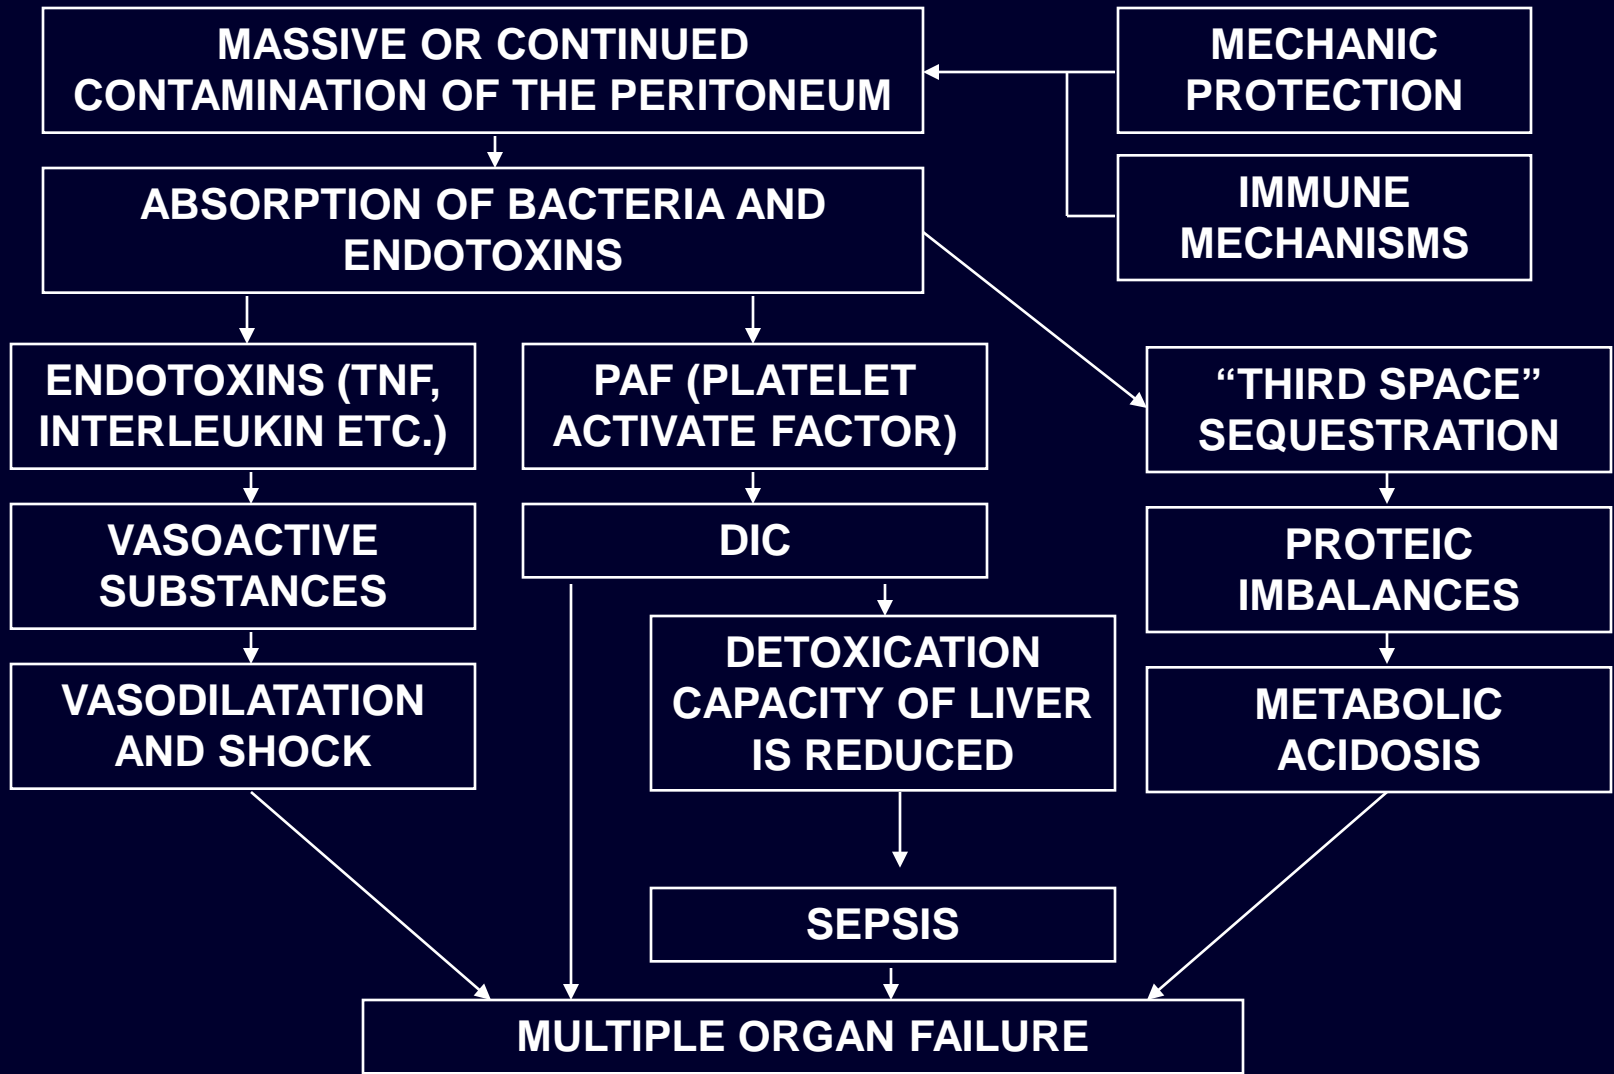 MASSIVE OR CONTINUED
CONTAMINATION OF THE PERITONEUM
MECHANIC
PROTECTION
IMMUNE
MECHANISMS
ABSORPTION OF BACTERIA AND
ENDOTOXINS
ENDOTOXINS (TNF,
INTERLEUKIN ETC.)
PAF (PLATELET
ACTIVATE FACTOR)
“THIRD SPACE”
SEQUESTRATION
VASOACTIVE
SUBSTANCES
DIC
PROTEIC
IMBALANCES
VASODILATATION
AND SHOCK
DETOXICATION
CAPACITY OF LIVER
IS REDUCED
METABOLIC
ACIDOSIS
SEPSIS
MULTIPLE ORGAN FAILURE